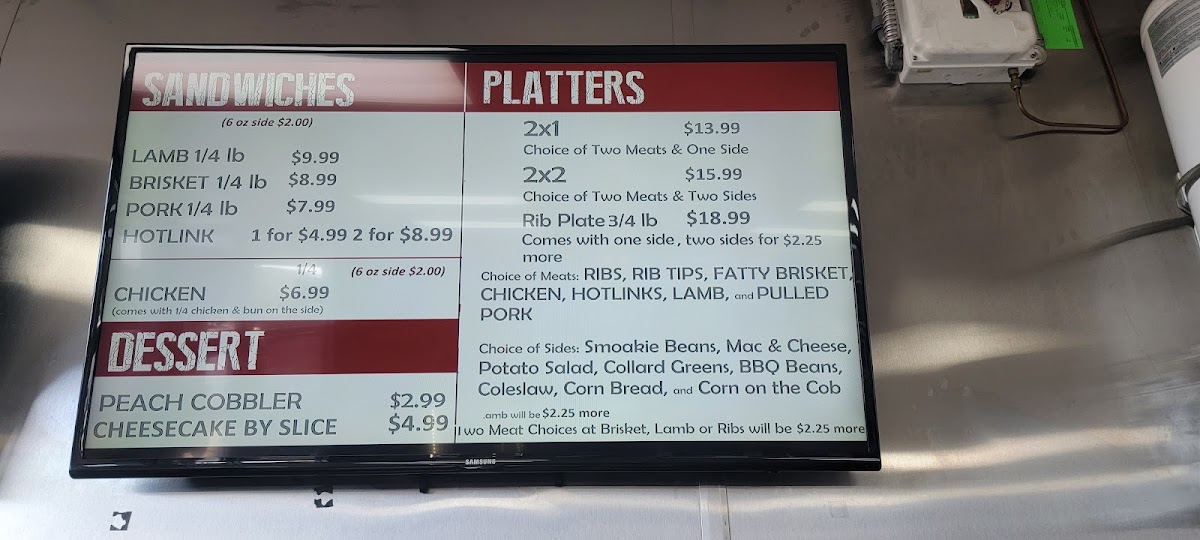 SANDWICHES
(6 oz side $2.00)
LAMB 1/4 lb $9.99
BRISKET 1/4 lb $8.99
PORK 1/4 lb $7.99
HOTLINK 1 for $4.99 2 for $8.99
1/4 (6 oz side $2.00)
CHICKEN $6.99
(comes with 1/4 chicken & bun on the side)
DESSERT
PEACH COBBLER $2.99
CHEESECAKE BY SLICE $4.99
PLATTERS
2x1 $13.99
Choice of Two Meats & One Side
2x2 $15.99
Choice of Two Meats & Two Sides
Rib Plate 3/4 lb $18.99
Comes with one side, two sides for $2.25
more
Choice of Meats: RIBS, RIB TIPS, FATTY BRISKET,
CHICKEN, HOTLINKS, LAMB, and PULLED
PORK
Choice of Sides: Smoakie Beans, Mac & Cheese,
Potato Salad, Collard Greens, BBQ Beans,
Coleslaw, Corn Bread, and Corn on the Cob
Lamb will be $2.25 more
Two Meat Choices at Brisket, Lamb or Ribs will be $2.25 more
SAMSUNG